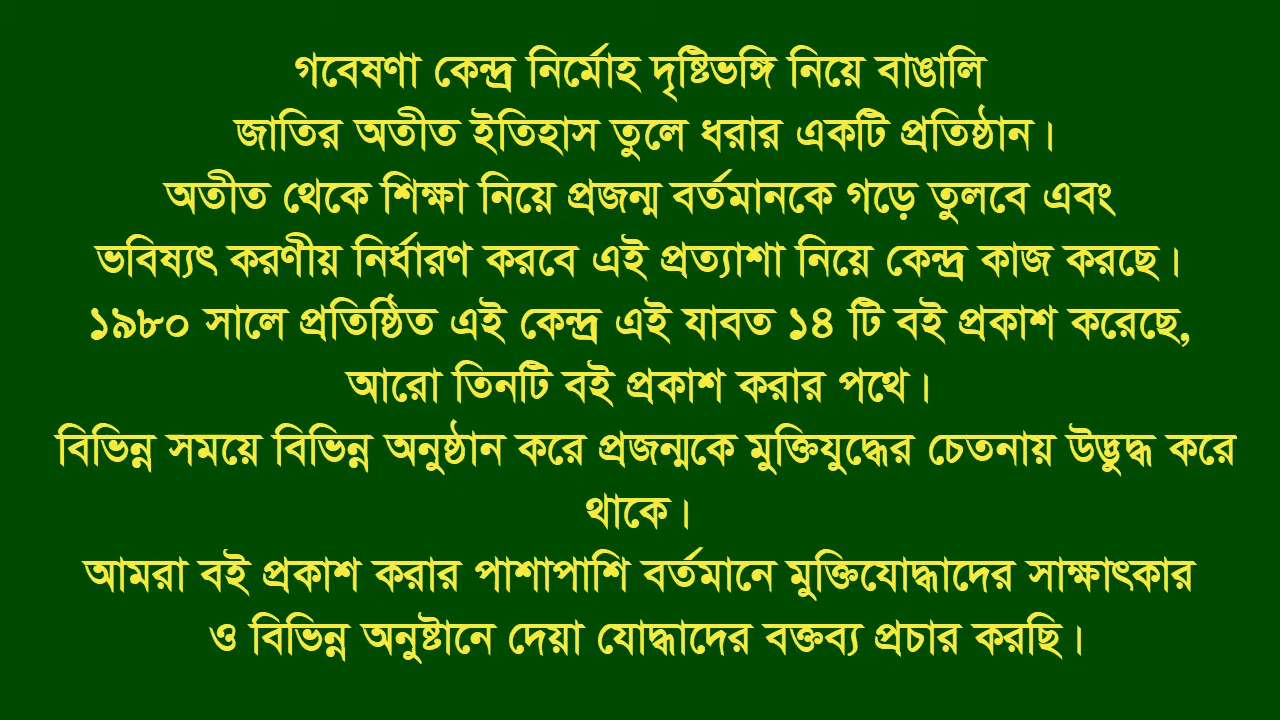 গবেষণা কেন্দ্র নির্মোহ দৃষ্টিভঙ্গি নিয়ে বাঙালি
জাতির অতীত ইতিহাস তুলে ধরার একটি প্রতিষ্ঠান।
অতীত থেকে শিক্ষা নিয়ে প্রজন্ম বর্তমানকে গড়ে তুলবে এবং
ভবিষ্যৎ করণীয় নির্ধারণ করবে এই প্রত্যাশা নিয়ে কেন্দ্র কাজ করছে।
১৯৮০ সালে প্রতিষ্ঠিত এই কেন্দ্র এই যাবত ১৪ টি বই প্রকাশ করেছে,
আরো তিনটি বই প্রকাশ করার পথে।
বিভিন্ন সময়ে বিভিন্ন অনুষ্ঠান করে প্রজন্মকে মুক্তিযুদ্ধের চেতনায় উদ্ভুদ্ধ করে
থাকে।
আমরা বই প্রকাশ করার পাশাপাশি বর্তমানে মুক্তিযোদ্ধাদের সাক্ষাৎকার
ও বিভিন্ন অনুষ্টানে দেয়া যোদ্ধাদের বক্তব্য প্রচার করছি।